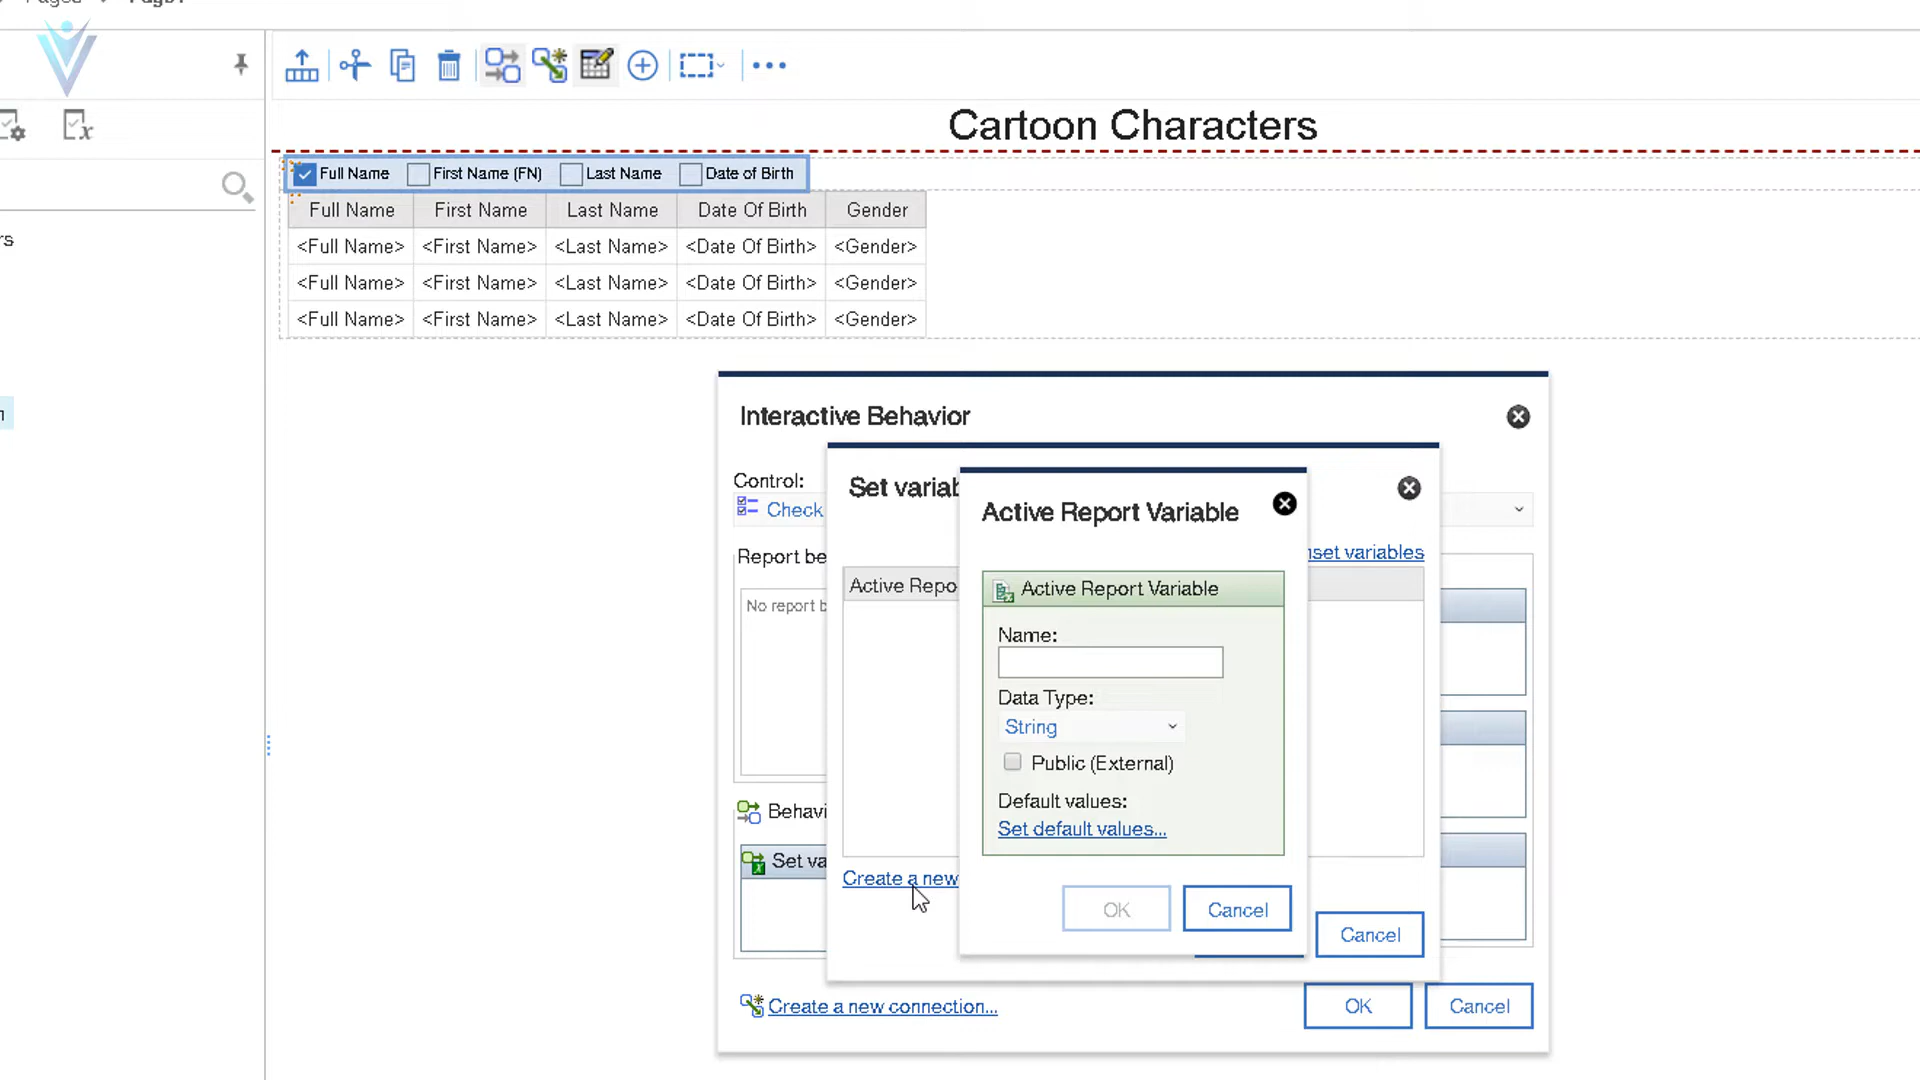 Cartoon Characters
Full Name First Name (FN) Last Name Date of Birth
Full Name First Name Last Name Date Of Birth Gender
<Full Name> <First Name> <Last Name> <Date Of Birth> <Gender>
<Full Name> <First Name> <Last Name> <Date Of Birth> <Gender>
<Full Name> <First Name> <Last Name> <Date Of Birth> <Gender>
Interactive Behavior
Control:
Check
Report be
No report b
Behavi
Set va
Create a new connection...
OK Cancel
Set variab
set variables
Active Repo
Create a new
Cancel
Active Report Variable
Active Report Variable
Name:
Data Type:
String
Public (External)
Default values:
Set default values...
OK Cancel